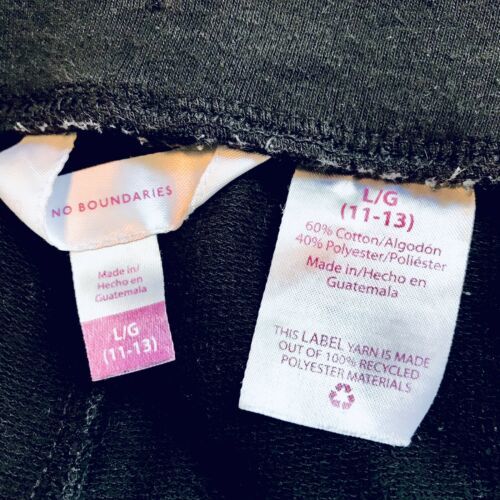 NO BOUNDARIES
Made in/
Hecho en
Guatemala
L/G
(11-13)
L/G
(11-13)
60% Cotton/Algodón
40% Polyester/Poliéster
Made in/Hecho en
Guatemala
THIS LABEL YARN IS MADE
OUT OF 100% RECYCLED
POLYESTER MATERIALS